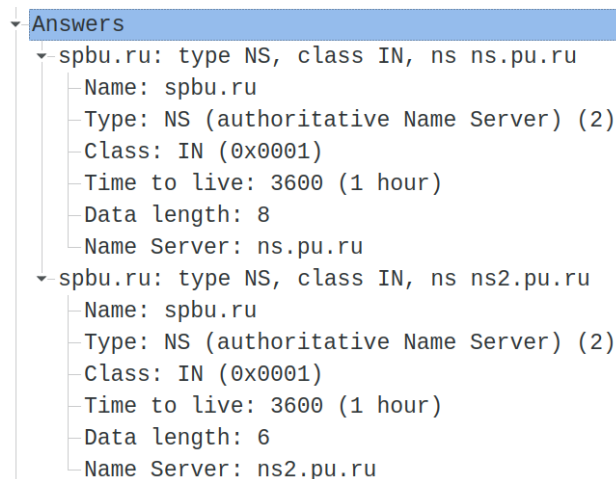 Answers
spbu.ru: type NS, class IN, ns ns.pu.ru
Name: spbu.ru
Type: NS (authoritative Name Server) (2)
Class: IN (0x0001)
Time to live: 3600 (1 hour)
Data length: 8
Name Server: ns.pu.ru
spbu.ru: type NS, class IN, ns ns2.pu.ru
Name: spbu.ru
Type: NS (authoritative Name Server) (2)
Class: IN (0x0001)
Time to live: 3600 (1 hour)
Data length: 6
Name Server: ns2.pu.ru